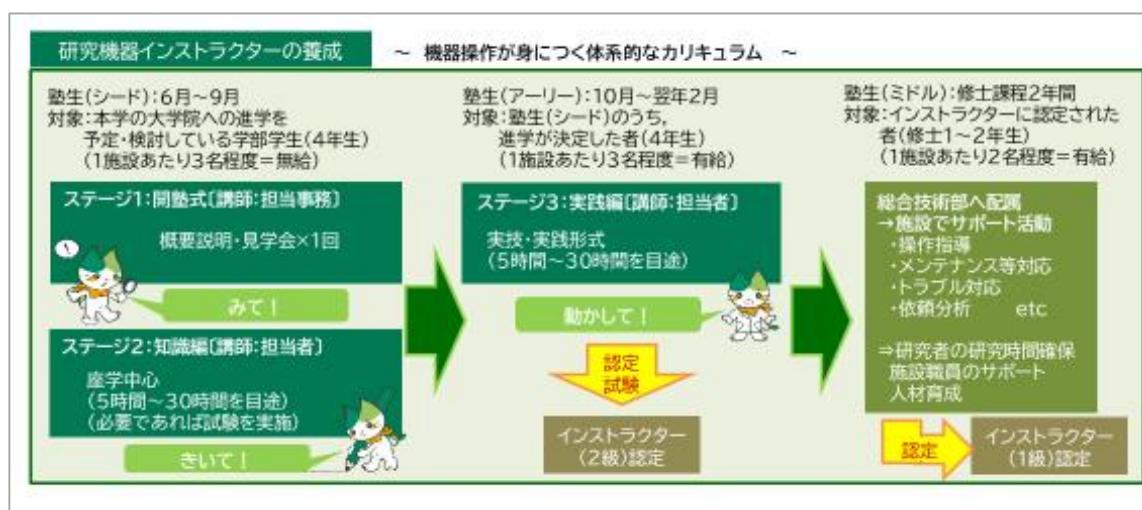 研究機器インストラクターの養成
～ 機器操作が身につく体系的なカリキュラム ～
塾生(シード)：6月～9月
対象：本学の大学院への進学を
予定・検討している学部学生(4年生)
(1施設あたり3名程度＝無給)
ステージ1：開塾式〔講師：担当事務〕
概要説明・見学会×1回
みて！
ステージ2：知識編〔講師：担当者〕
座学中心
(5時間～30時間を目途)
(必要であれば試験を実施)
きいて！
塾生(アーリー)：10月～翌年2月
対象：塾生(シード)のうち，
進学が決定した者(4年生)
(1施設あたり3名程度＝有給)
ステージ3：実践編〔講師：担当者〕
実技・実践形式
(5時間～30時間を目途)
動かして！
認定
試験
インストラクター
(2級)認定
塾生(ミドル)：修士課程2年間
対象：インストラクターに認定された
者(修士1～2年生)
(1施設あたり2名程度＝有給)
総合技術部へ配属
→施設でサポート活動
・操作指導
・メンテナンス等対応
・トラブル対応
・依頼分析 etc
⇒研究者の研究時間確保
施設職員のサポート
人材育成
認定
インストラクター
(1級)認定